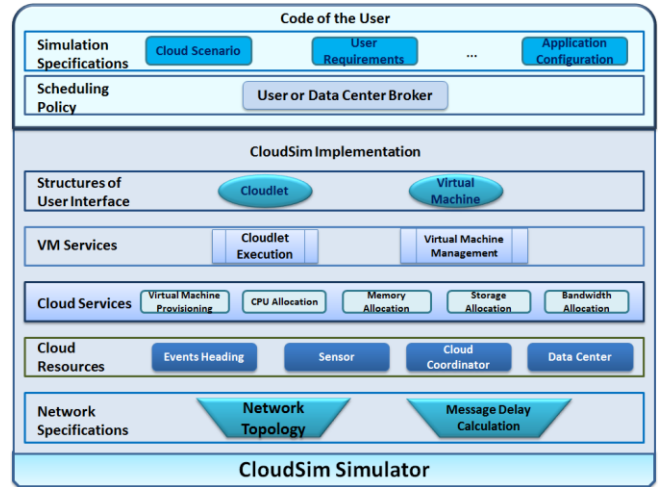 Code of the User
Simulation
Specifications
Cloud Scenario
User
Requirements
...
Application
Configuration
Scheduling
Policy
User or Data Center Broker
CloudSim Implementation
Structures of
User Interface
Cloudlet
Virtual
Machine
VM Services
Cloudlet
Execution
Virtual Machine
Management
Cloud Services
Virtual Machine
Provisioning
CPU Allocation
Memory
Allocation
Storage
Allocation
Bandwidth
Allocation
Cloud
Resources
Events Heading
Sensor
Cloud
Coordinator
Data Center
Network
Specifications
Network
Topology
Message Delay
Calculation
CloudSim Simulator